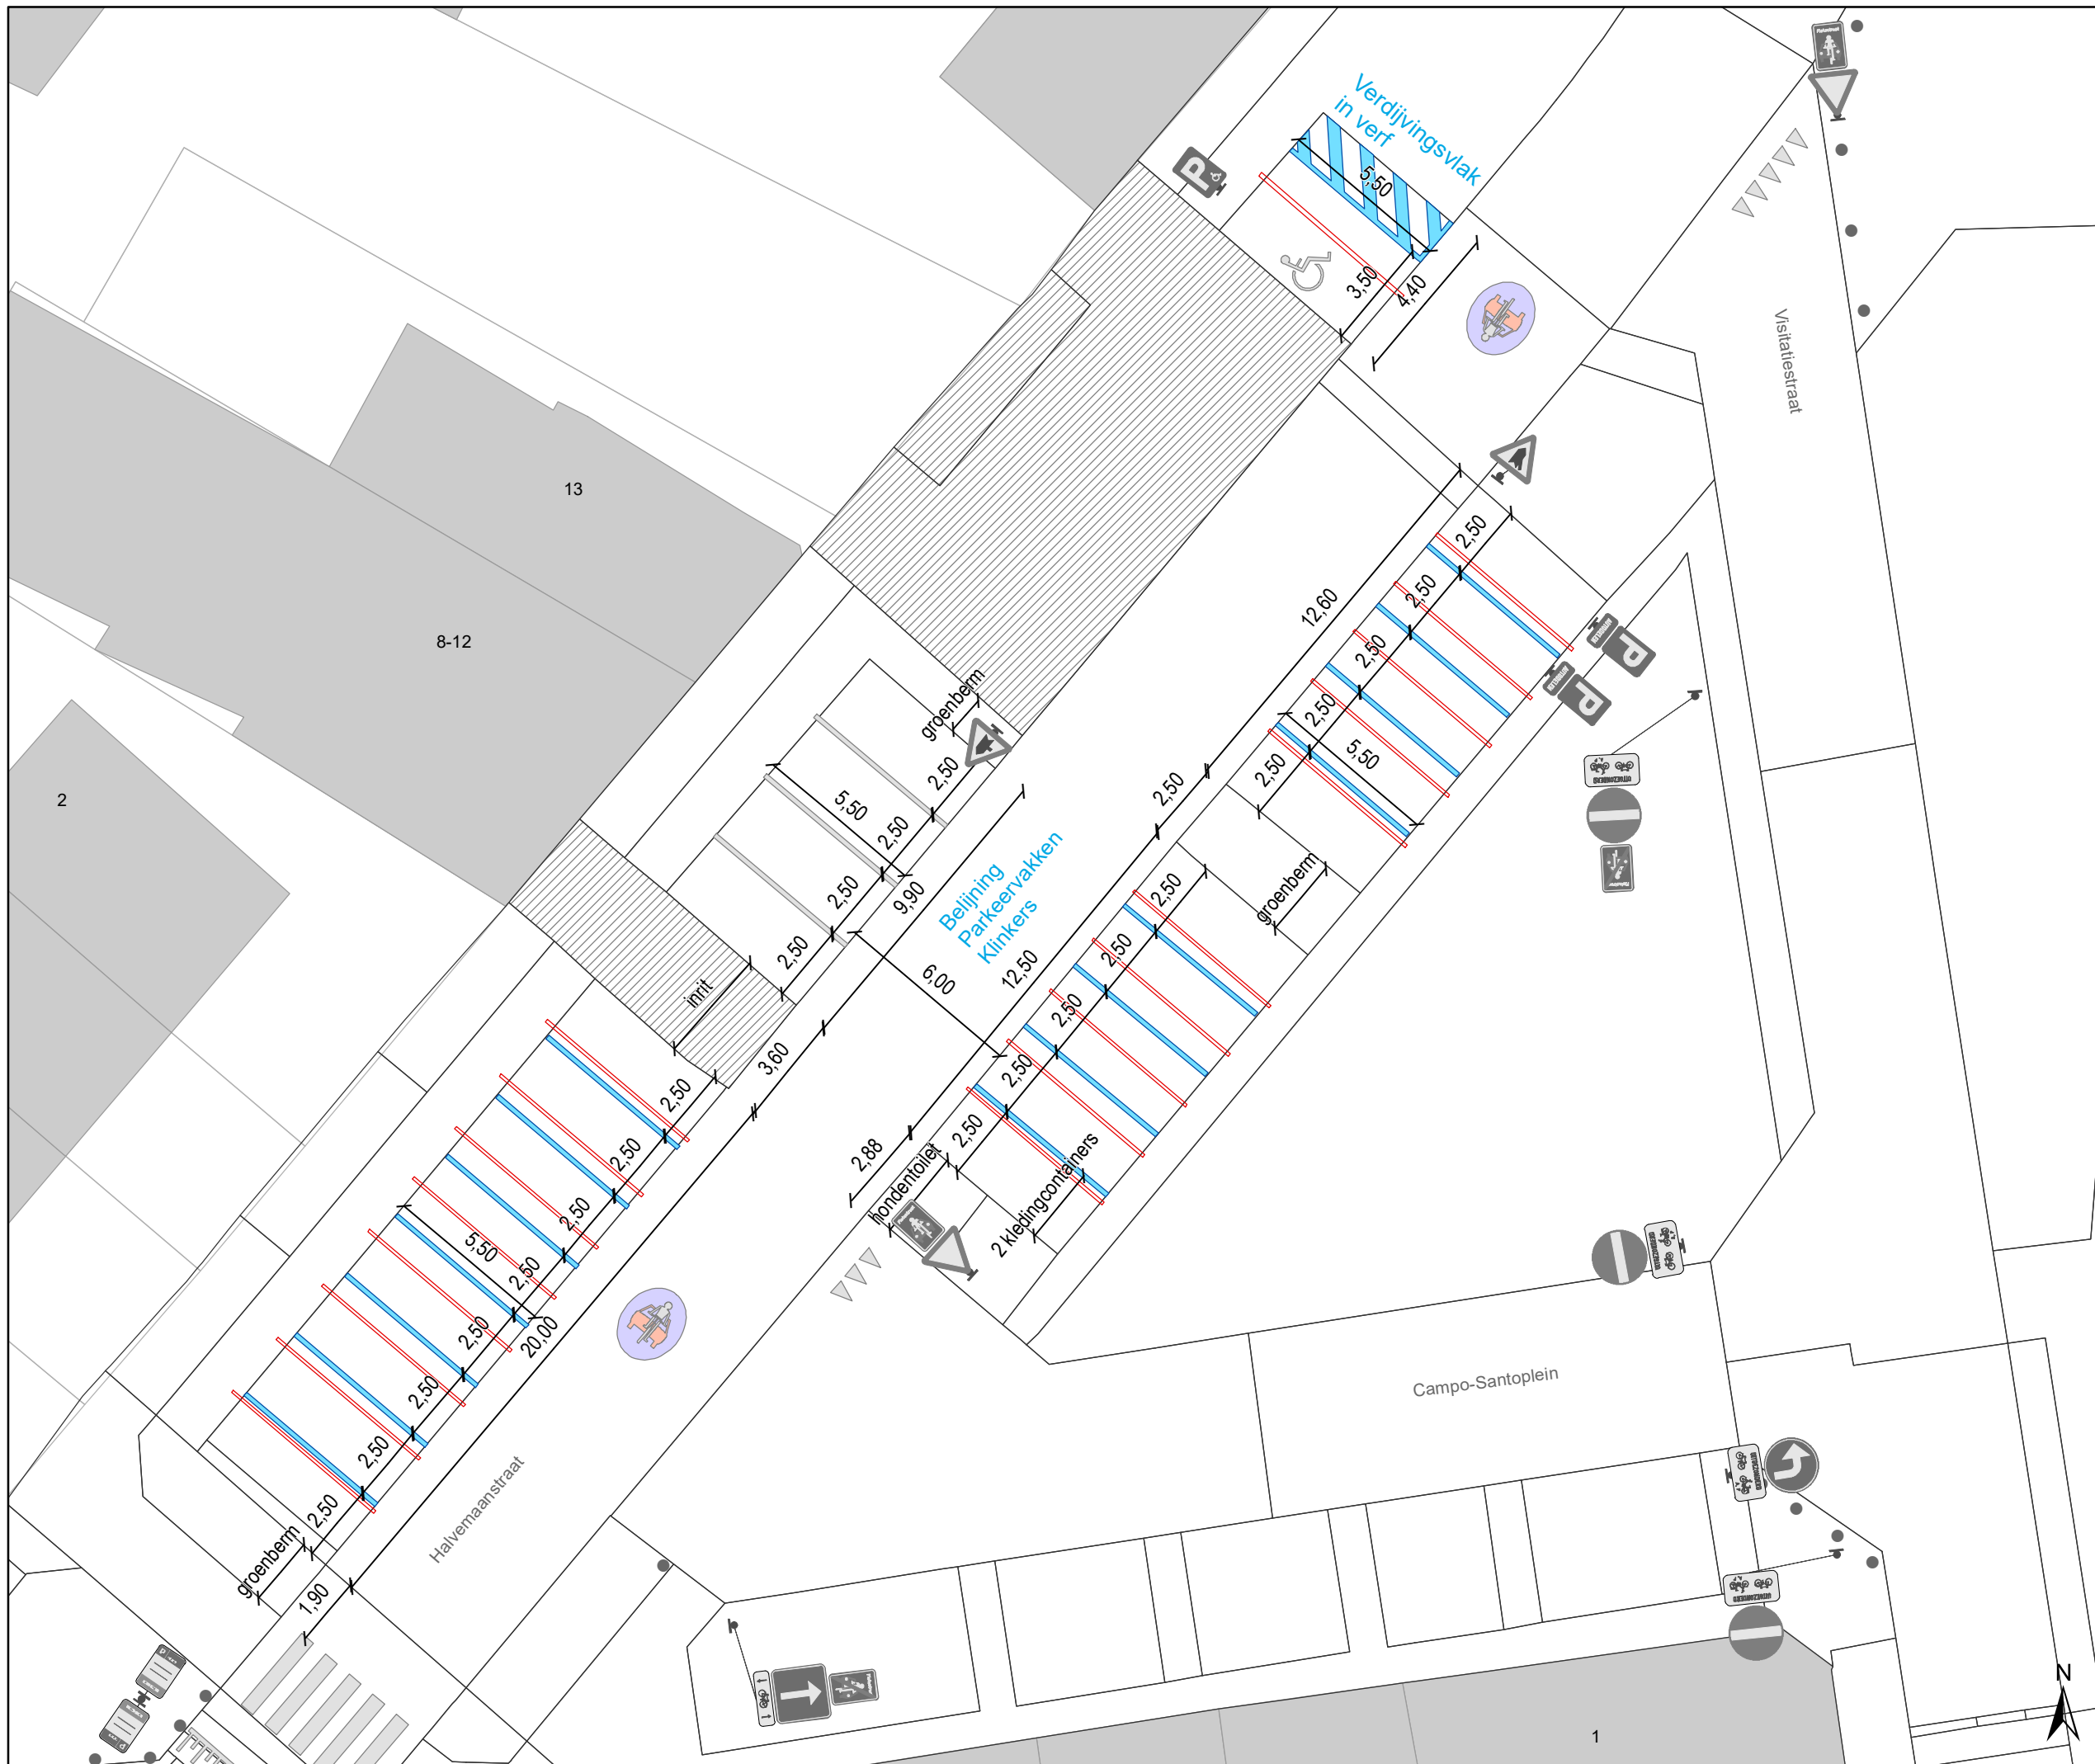 Verdijvingsvlak
in verf
5,50
3,50
4,40
Visitatiestraat
13
8-12
2
12,60
2,50
2,50
2,50
2,50
2,50
5,50
groenberm
2,50
2,50
2,50
2,50
5,50
9,90
inrit
Belijning
Parkeervakken
Klinkers
6,00
2,50
12,50
2,88
groenberm
2,50
2,50
2,50
2,50
2,50
hondentoilet
2 kledingcontainers
3,60
2,50
2,50
2,50
2,50
2,50
2,50
2,50
2,50
5,50
20,00
groenberm
1,90
Halvemaanstraat
Campo-Santoplein
P
P
P
1
N